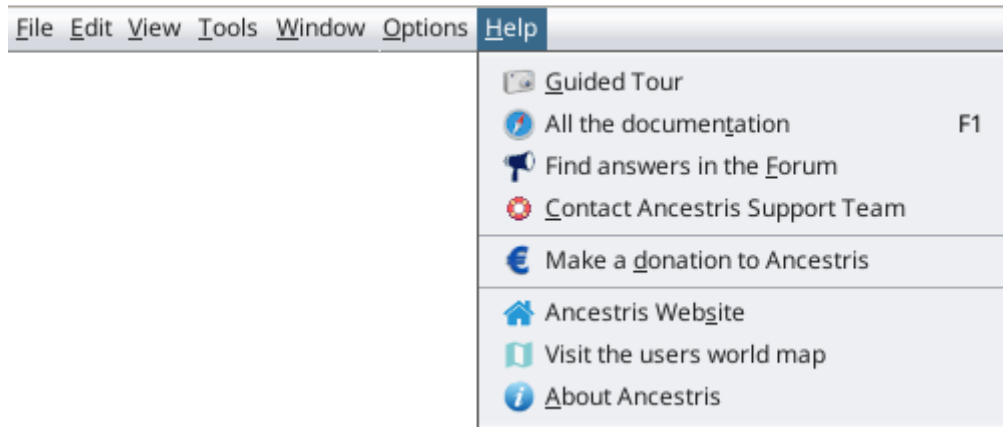 File Edit View Tools Window Options Help
Guided Tour
All the documentation F1
Find answers in the Forum
Contact Ancestris Support Team
Make a donation to Ancestris
Ancestris Website
Visit the users world map
About Ancestris